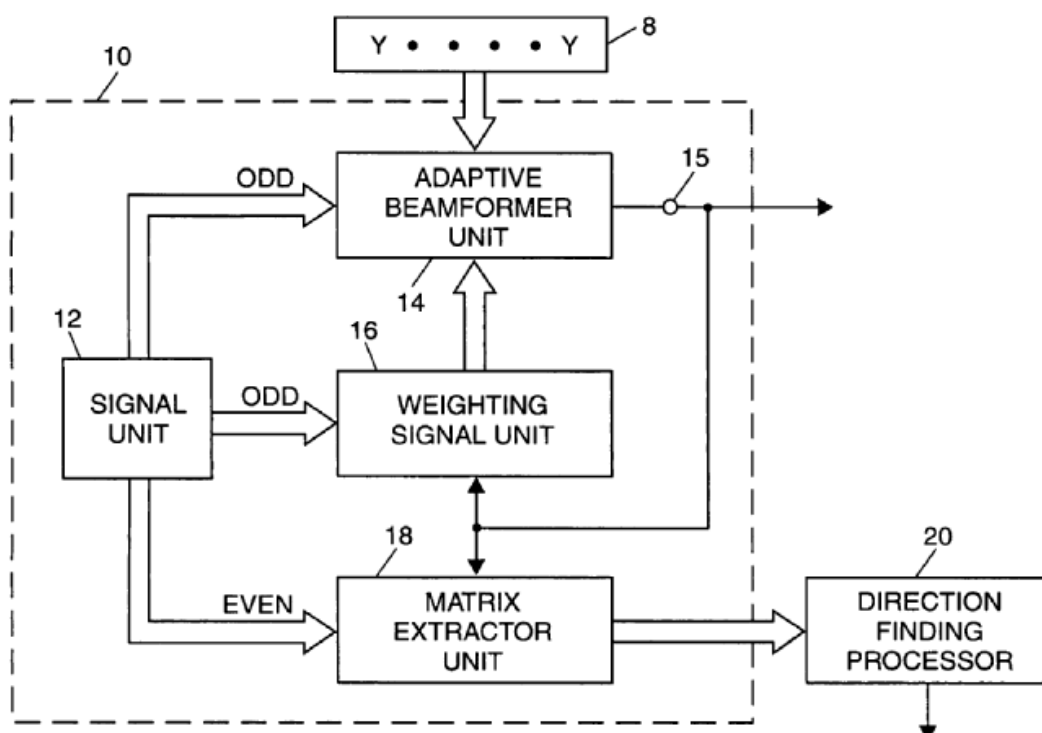 Y • • • • Y
8
10
ODD
ADAPTIVE
BEAMFORMER
UNIT
15
14
12
16
SIGNAL
UNIT
ODD
WEIGHTING
SIGNAL UNIT
18
20
EVEN
MATRIX
EXTRACTOR
UNIT
DIRECTION
FINDING
PROCESSOR